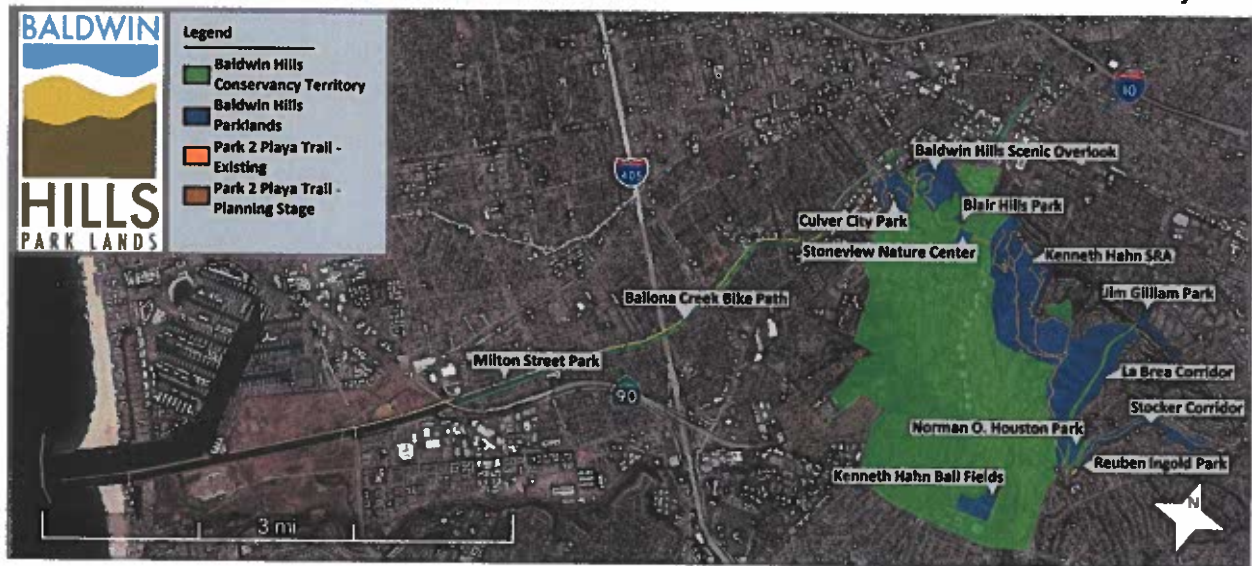 BALDWIN
HILLS
PARK LANDS
Legend
Baldwin Hills
Conservancy Territory
Baldwin Hills
Parklands
Park 2 Playa Trail -
Existing
Park 2 Playa Trail -
Planning Stage
10
405
Baldwin Hills Scenic Overlook
Blair Hills Park
Culver City Park
Stoneview Nature Center
Kenneth Hahn SRA
Jim Gilliam Park
Ballona Creek Bike Path
Milton Street Park
La Brea Corridor
90
Stocker Corridor
Norman O. Houston Park
Reuben Ingold Park
Kenneth Hahn Ball Fields
3 mi
N